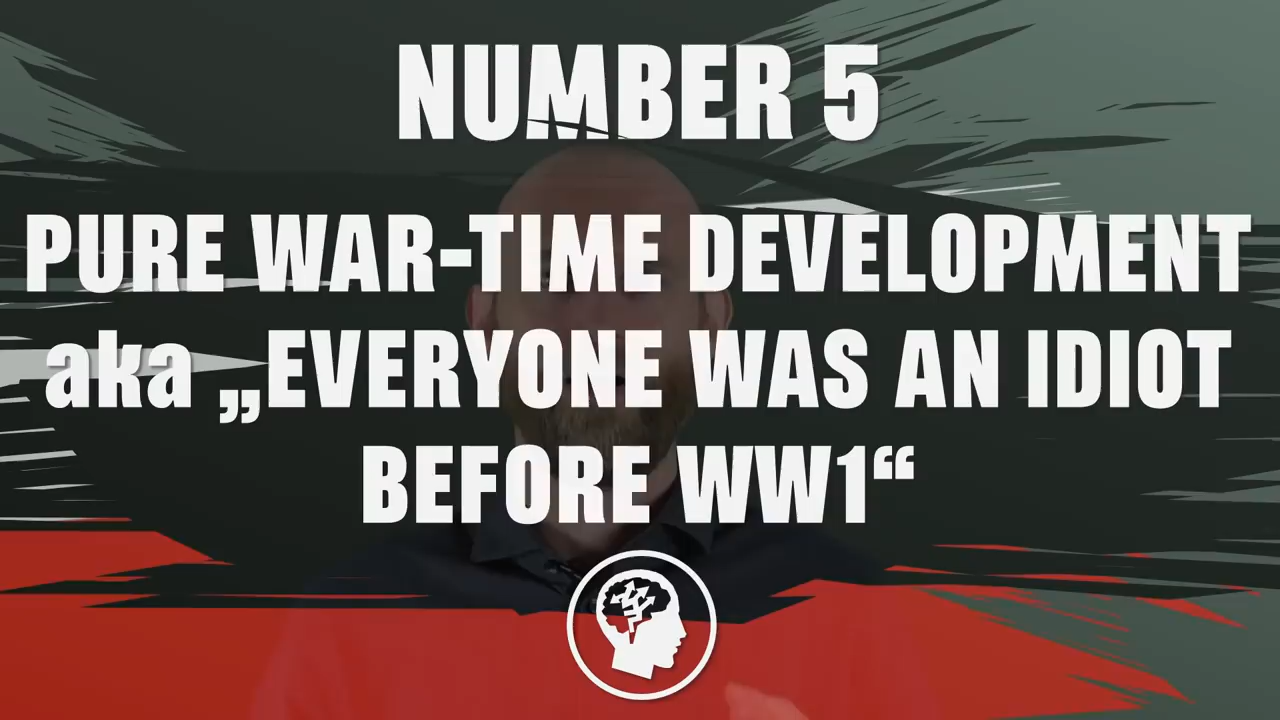 NUMBER 5
PURE WAR-TIME DEVELOPMENT
aka „EVERYONE WAS AN IDIOT
BEFORE WW1“